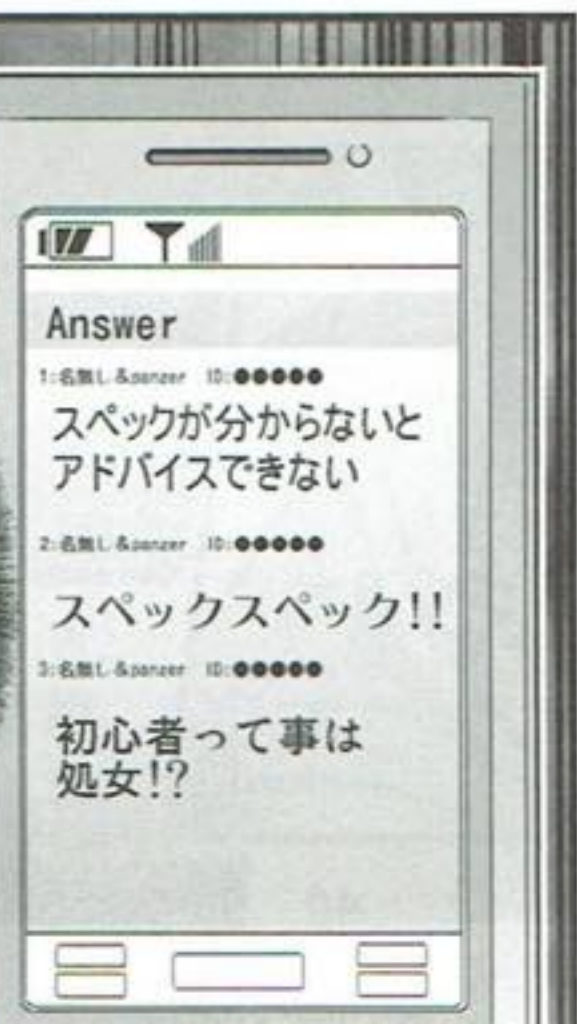 Answer
1:名無し&panzer ID:●●●●●
スペックが分からないと
アドバイスできない
2:名無し&panzer ID:●●●●●
スペックスペック!!
3:名無し&panzer ID:●●●●●
初心者って事は
処女!?